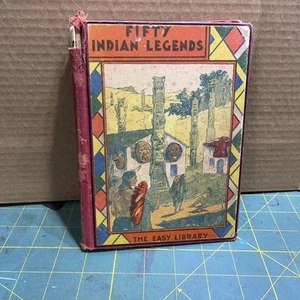 FIFTY
INDIAN LEGENDS
THE EASY LIBRARY